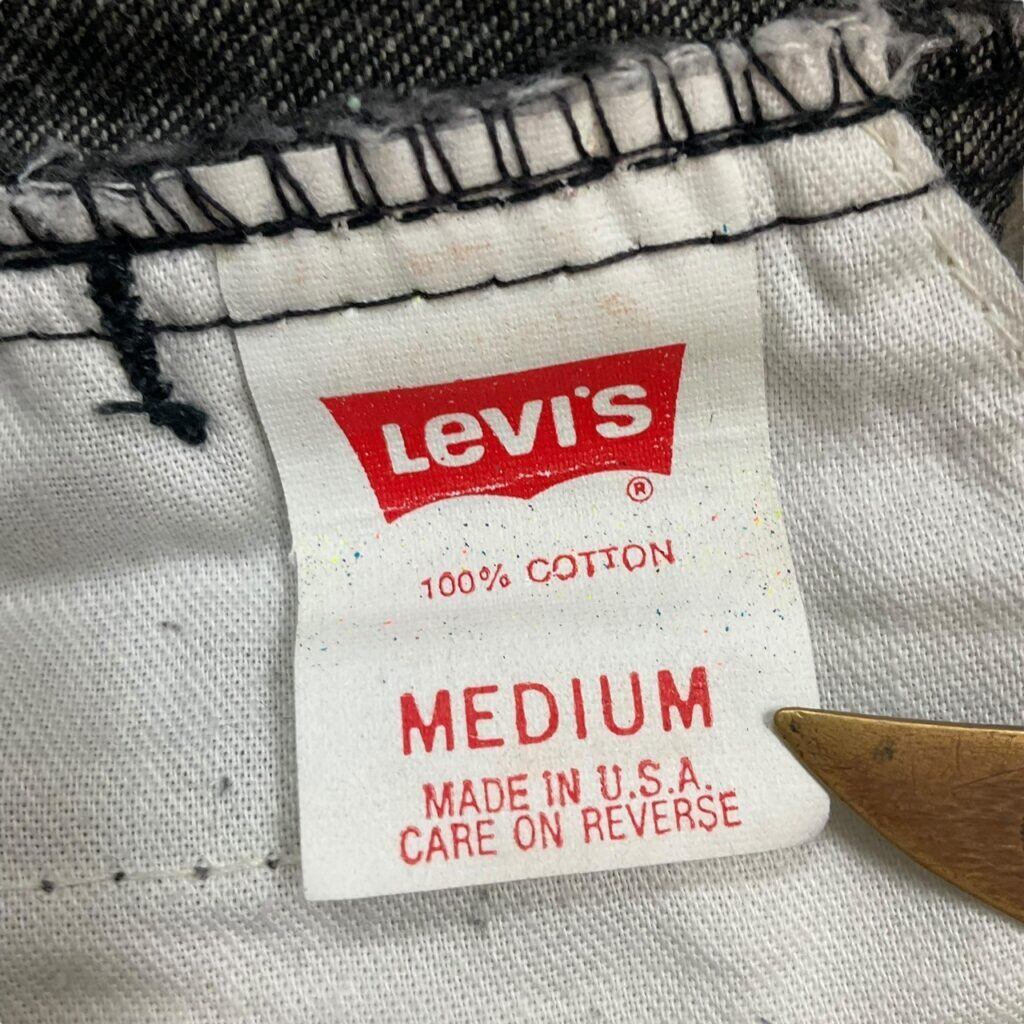 Levi's
®
100% COTTON
MEDIUM
MADE IN U.S.A.
CARE ON REVERSE